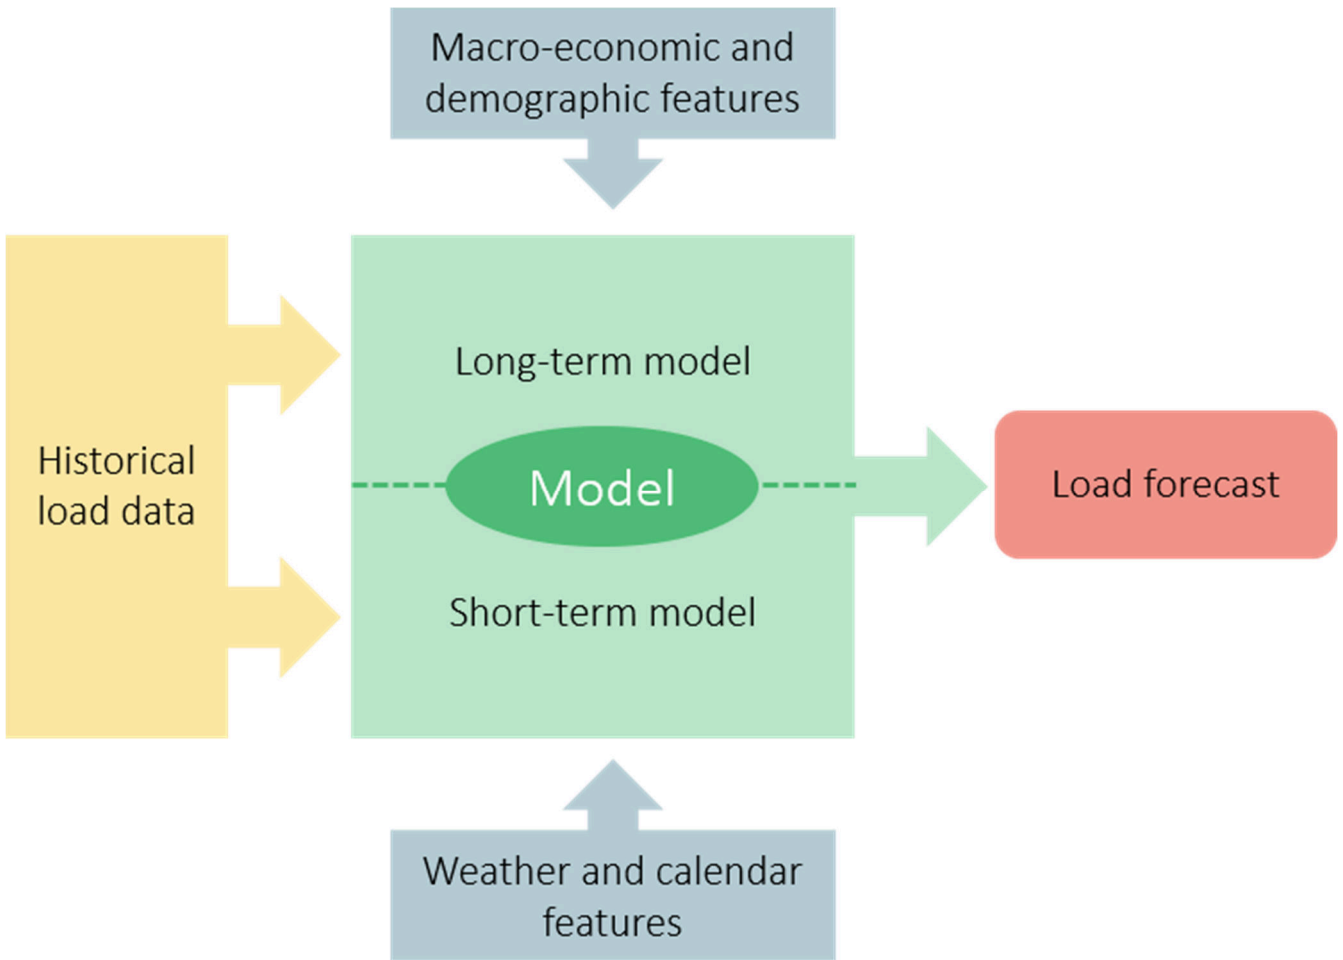 Macro-economic and
demographic features
Long-term model
Historical
load data
Model
Load forecast
Short-term model
Weather and calendar
features